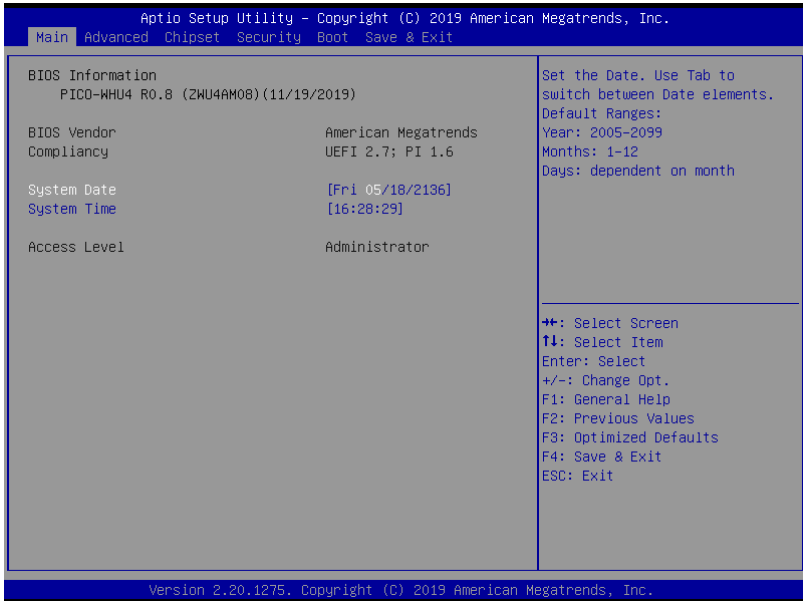 Aptio Setup Utility – Copyright (C) 2019 American Megatrends, Inc.
Main Advanced Chipset Security Boot Save & Exit
BIOS Information
PICO-WHU4 R0.8 (ZWU4AM08)(11/19/2019)
BIOS Vendor American Megatrends
Compliancy UEFI 2.7; PI 1.6
System Date [Fri 05/18/2136]
System Time [16:28:29]
Access Level Administrator
Set the Date. Use Tab to
switch between Date elements.
Default Ranges:
Year: 2005-2099
Months: 1-12
Days: dependent on month
→←: Select Screen
↑↓: Select Item
Enter: Select
+/-: Change Opt.
F1: General Help
F2: Previous Values
F3: Optimized Defaults
F4: Save & Exit
ESC: Exit
Version 2.20.1275. Copyright (C) 2019 American Megatrends, Inc.